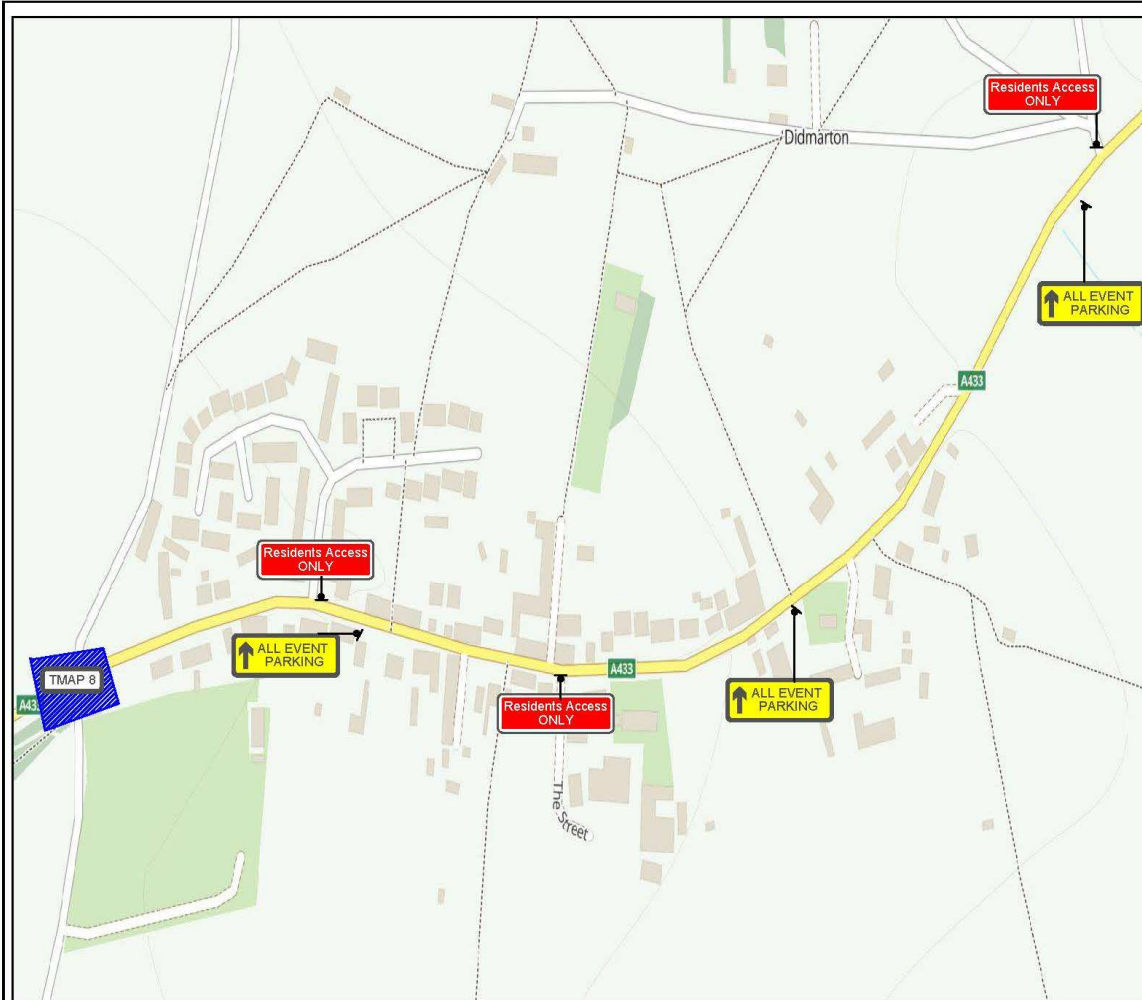 Residents Access
ONLY
Didmarton
ALL EVENT
PARKING
A433
Residents Access
ONLY
ALL EVENT
PARKING
A433
TMAP 8
ALL EVENT
PARKING
Residents Access
ONLY
A43
The Street